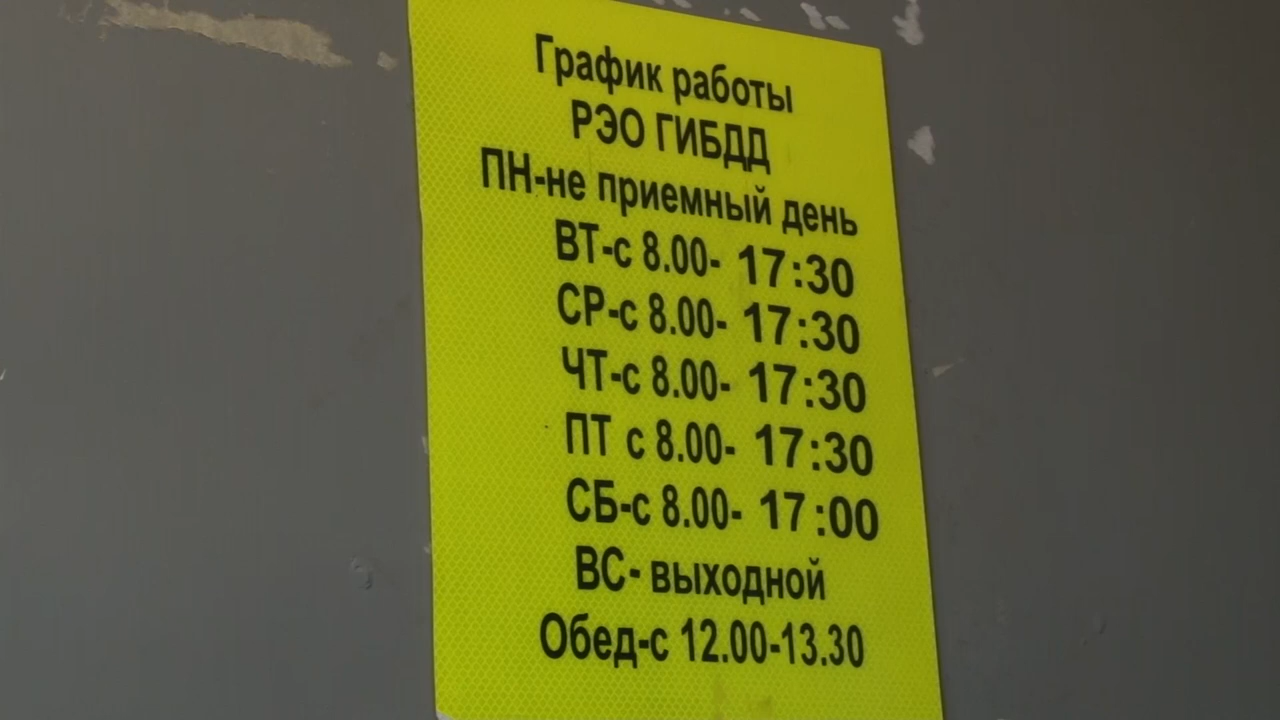 График работы
РЭО ГИБДД
ПН-не приемный день
ВТ-с 8.00- 17:30
СР-с 8.00- 17:30
ЧТ-с 8.00- 17:30
ПТ с 8.00- 17:30
СБ-с 8.00- 17:00
ВС- выходной
Обед-с 12.00-13.30